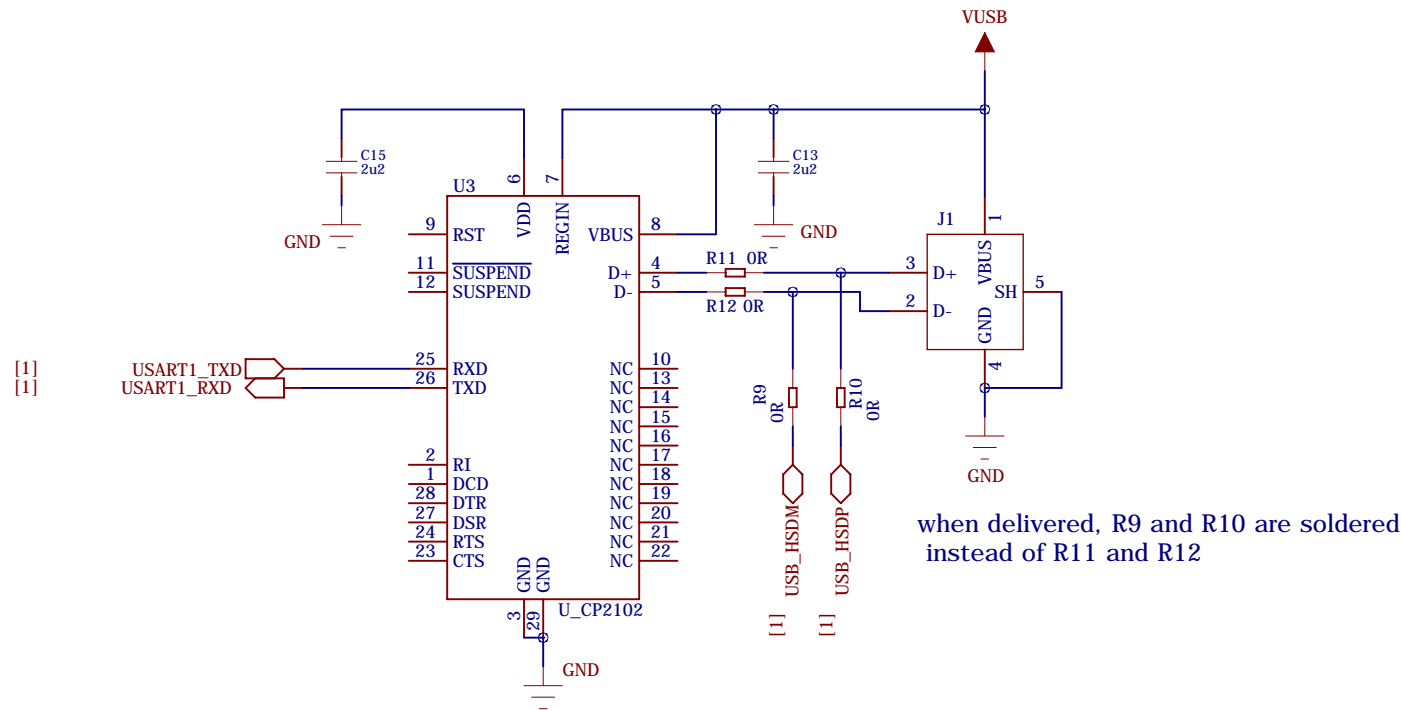 VUSB
C15
2u2
C13
2u2
GND
GND
U3
6
7
VDD
REGIN
9 RST
VBUS 8
11 SUSPEND
12 SUSPEND
D+ 4
D- 5
R11 0R
R12 0R
J1
1
VBUS
3 D+
2 D-
SH 5
GND
4
GND
[1] USART1_TXD
[1] USART1_RXD
25 RXD
26 TXD
2 RI
1 DCD
28 DTR
27 DSR
24 RTS
23 CTS
NC 10
NC 13
NC 14
NC 15
NC 16
NC 17
NC 18
NC 19
NC 20
NC 21
NC 22
R9
0R
R10
0R
USB_HSDM
USB_HSDP
[1]
[1]
GND
GND
3
29
U_CP2102
GND
when delivered, R9 and R10 are soldered
instead of R11 and R12